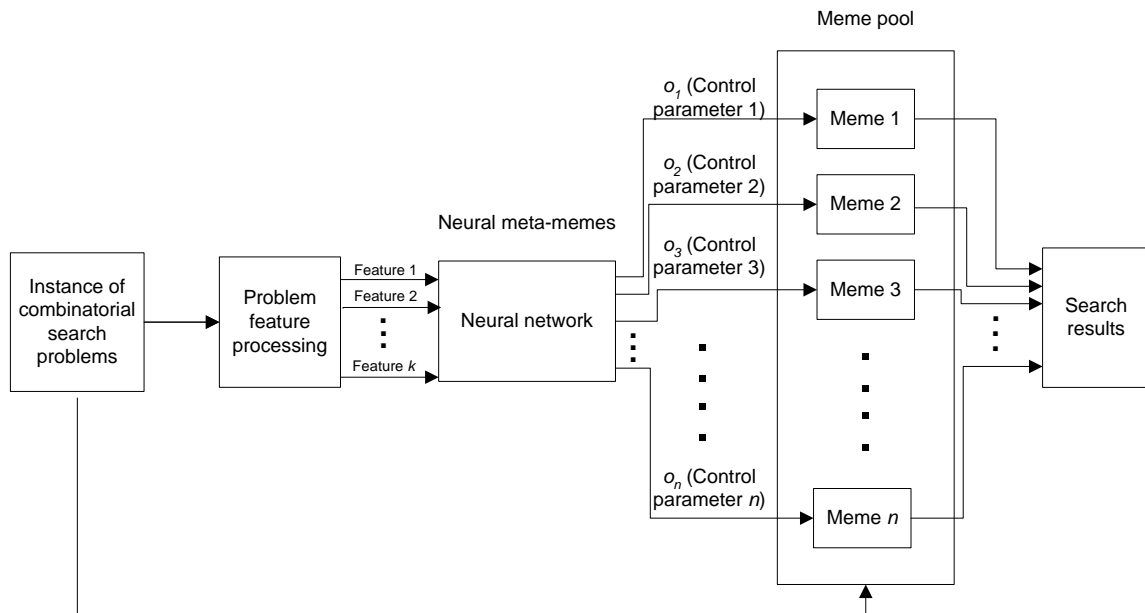 Meme pool
o1 (Control
parameter 1)
Meme 1
o2 (Control
parameter 2)
Meme 2
Neural meta-memes
o3 (Control
parameter 3)
Meme 3
Instance of
combinatorial
search
problems
Problem
feature
processing
Feature 1
Feature 2
Feature k
Neural network
Search
results
on (Control
parameter n)
Meme n